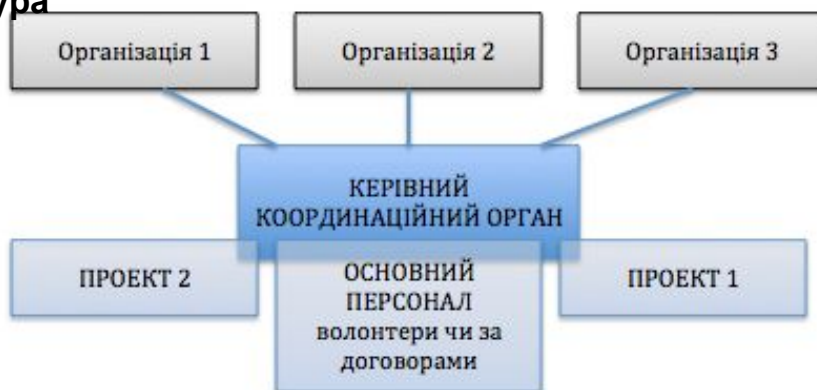 ура
Організація 1
Організація 2
Організація 3
КЕРІВНИЙ
КООРДИНАЦІЙНИЙ ОРГАН
ПРОЕКТ 2
ОСНОВНИЙ
ПЕРСОНАЛ
волонтери чи за
договорами
ПРОЕКТ 1